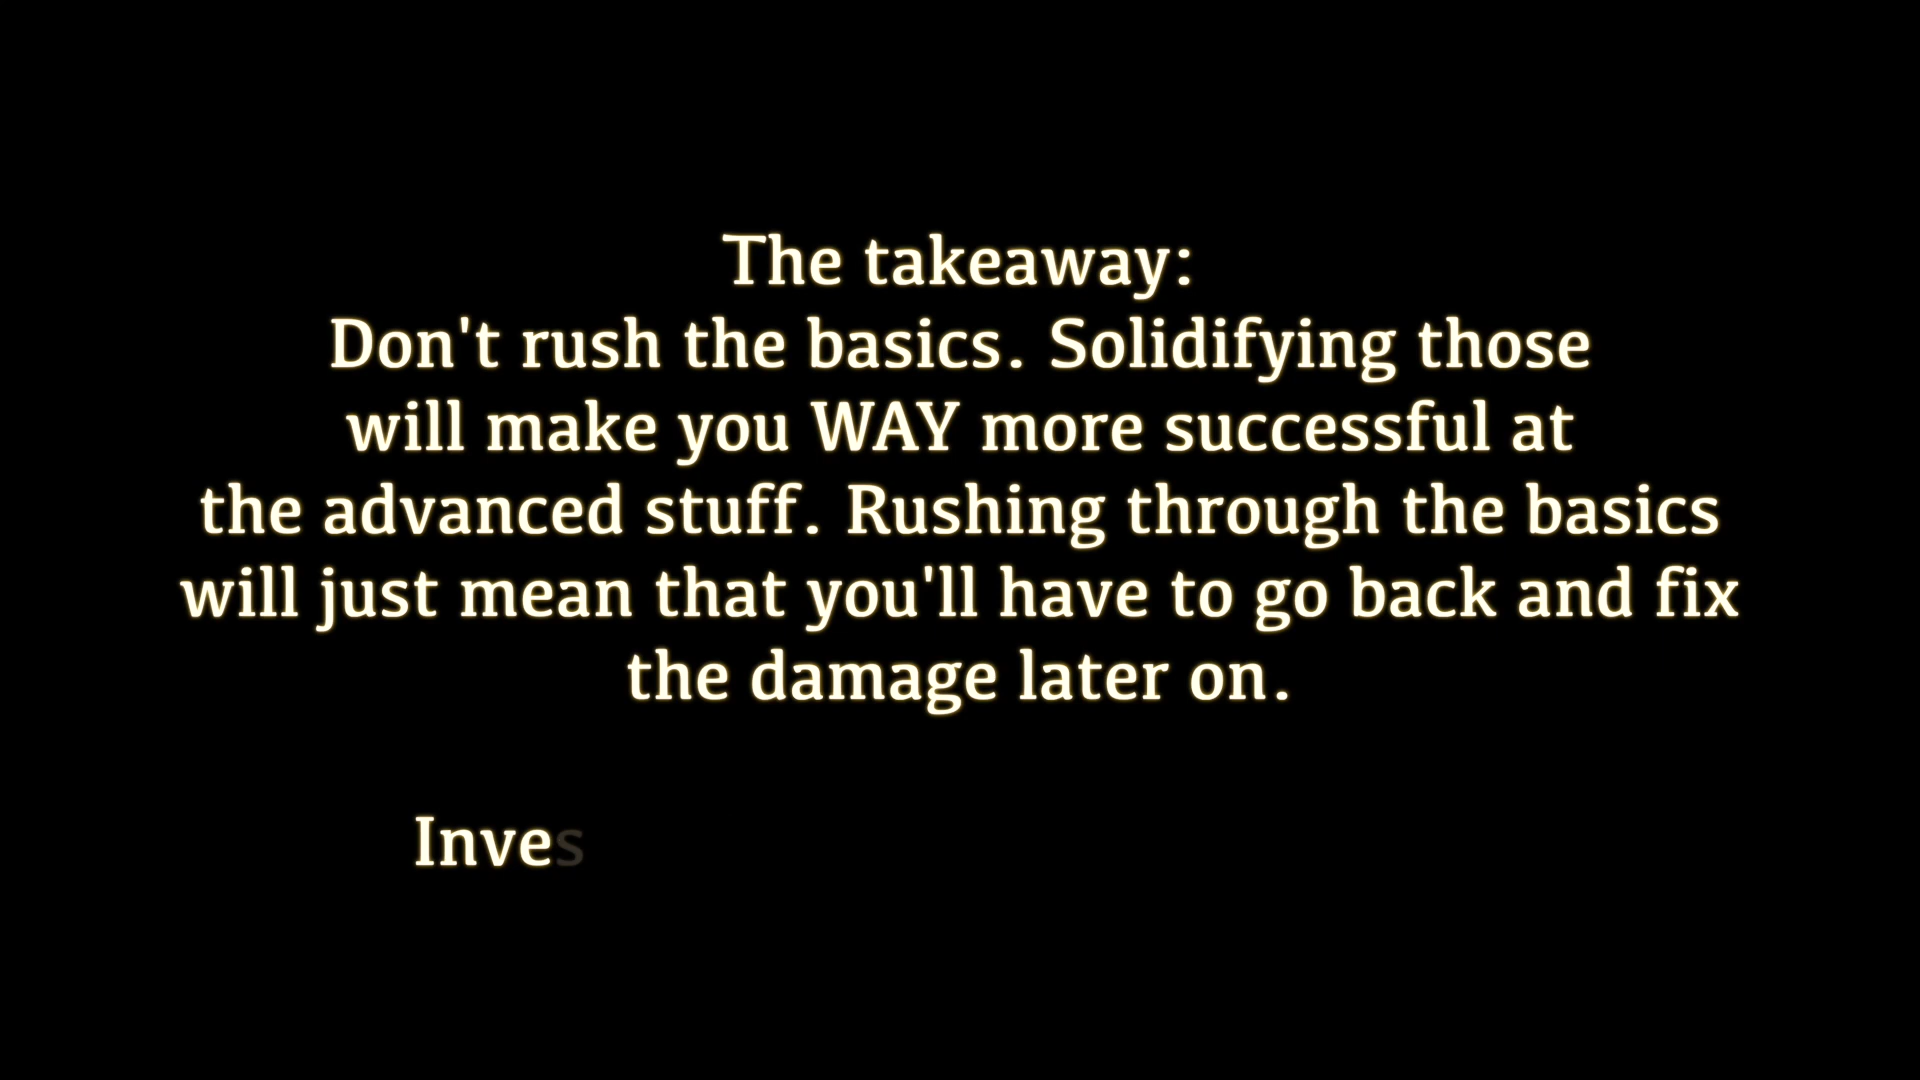 The takeaway:
Don't rush the basics. Solidifying those
will make you WAY more successful at
the advanced stuff. Rushing through the basics
will just mean that you'll have to go back and fix
the damage later on.
Inves